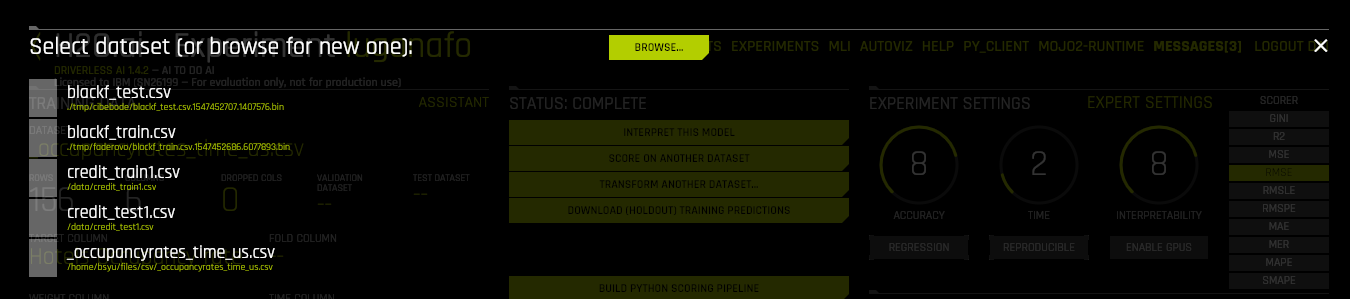 H2O.ai Experiment lugonafo
Select dataset (or browse for new one):
BROWSE...
EXPERIMENTS MLI AUTOVIZ HELP PY_CLIENT MOJO2-RUNTIME MESSAGES[3] LOGOUT
DRIVERLESS AI 1.4.2 – AI TO DO AI
Licensed to IBM (SN26199 – For evaluation only, not for production use)
blackf_test.csv
/tmp/cibebode/blackf_test.csv.1547452707.1407576.bin
blackf_train.csv
/tmp/faderovo/blackf_train.csv.1547452686.6077893.bin
credit_train1.csv
/data/credit_train1.csv
credit_test1.csv
/data/credit_test1.csv
_occupancyrates_time_us.csv
/home/bsyu/files/csv/_occupancyrates_time_us.csv
ASSISTANT
DROPPED COLS
0
VALIDATION DATASET
--
TEST DATASET
--
TARGET COLUMN
FOLD COLUMN
WEIGHT COLUMN
TIME COLUMN
STATUS: COMPLETE
INTERPRET THIS MODEL
SCORE ON ANOTHER DATASET
TRANSFORM ANOTHER DATASET...
DOWNLOAD (HOLDOUT) TRAINING PREDICTIONS
BUILD PYTHON SCORING PIPELINE
EXPERIMENT SETTINGS
EXPERT SETTINGS
8
2
8
ACCURACY
TIME
INTERPRETABILITY
REGRESSION
REPRODUCIBLE
ENABLE GPUS
SCORER
GINI
R2
MSE
RMSE
RMSLE
RMSPE
MAE
MER
MAPE
SMAPE